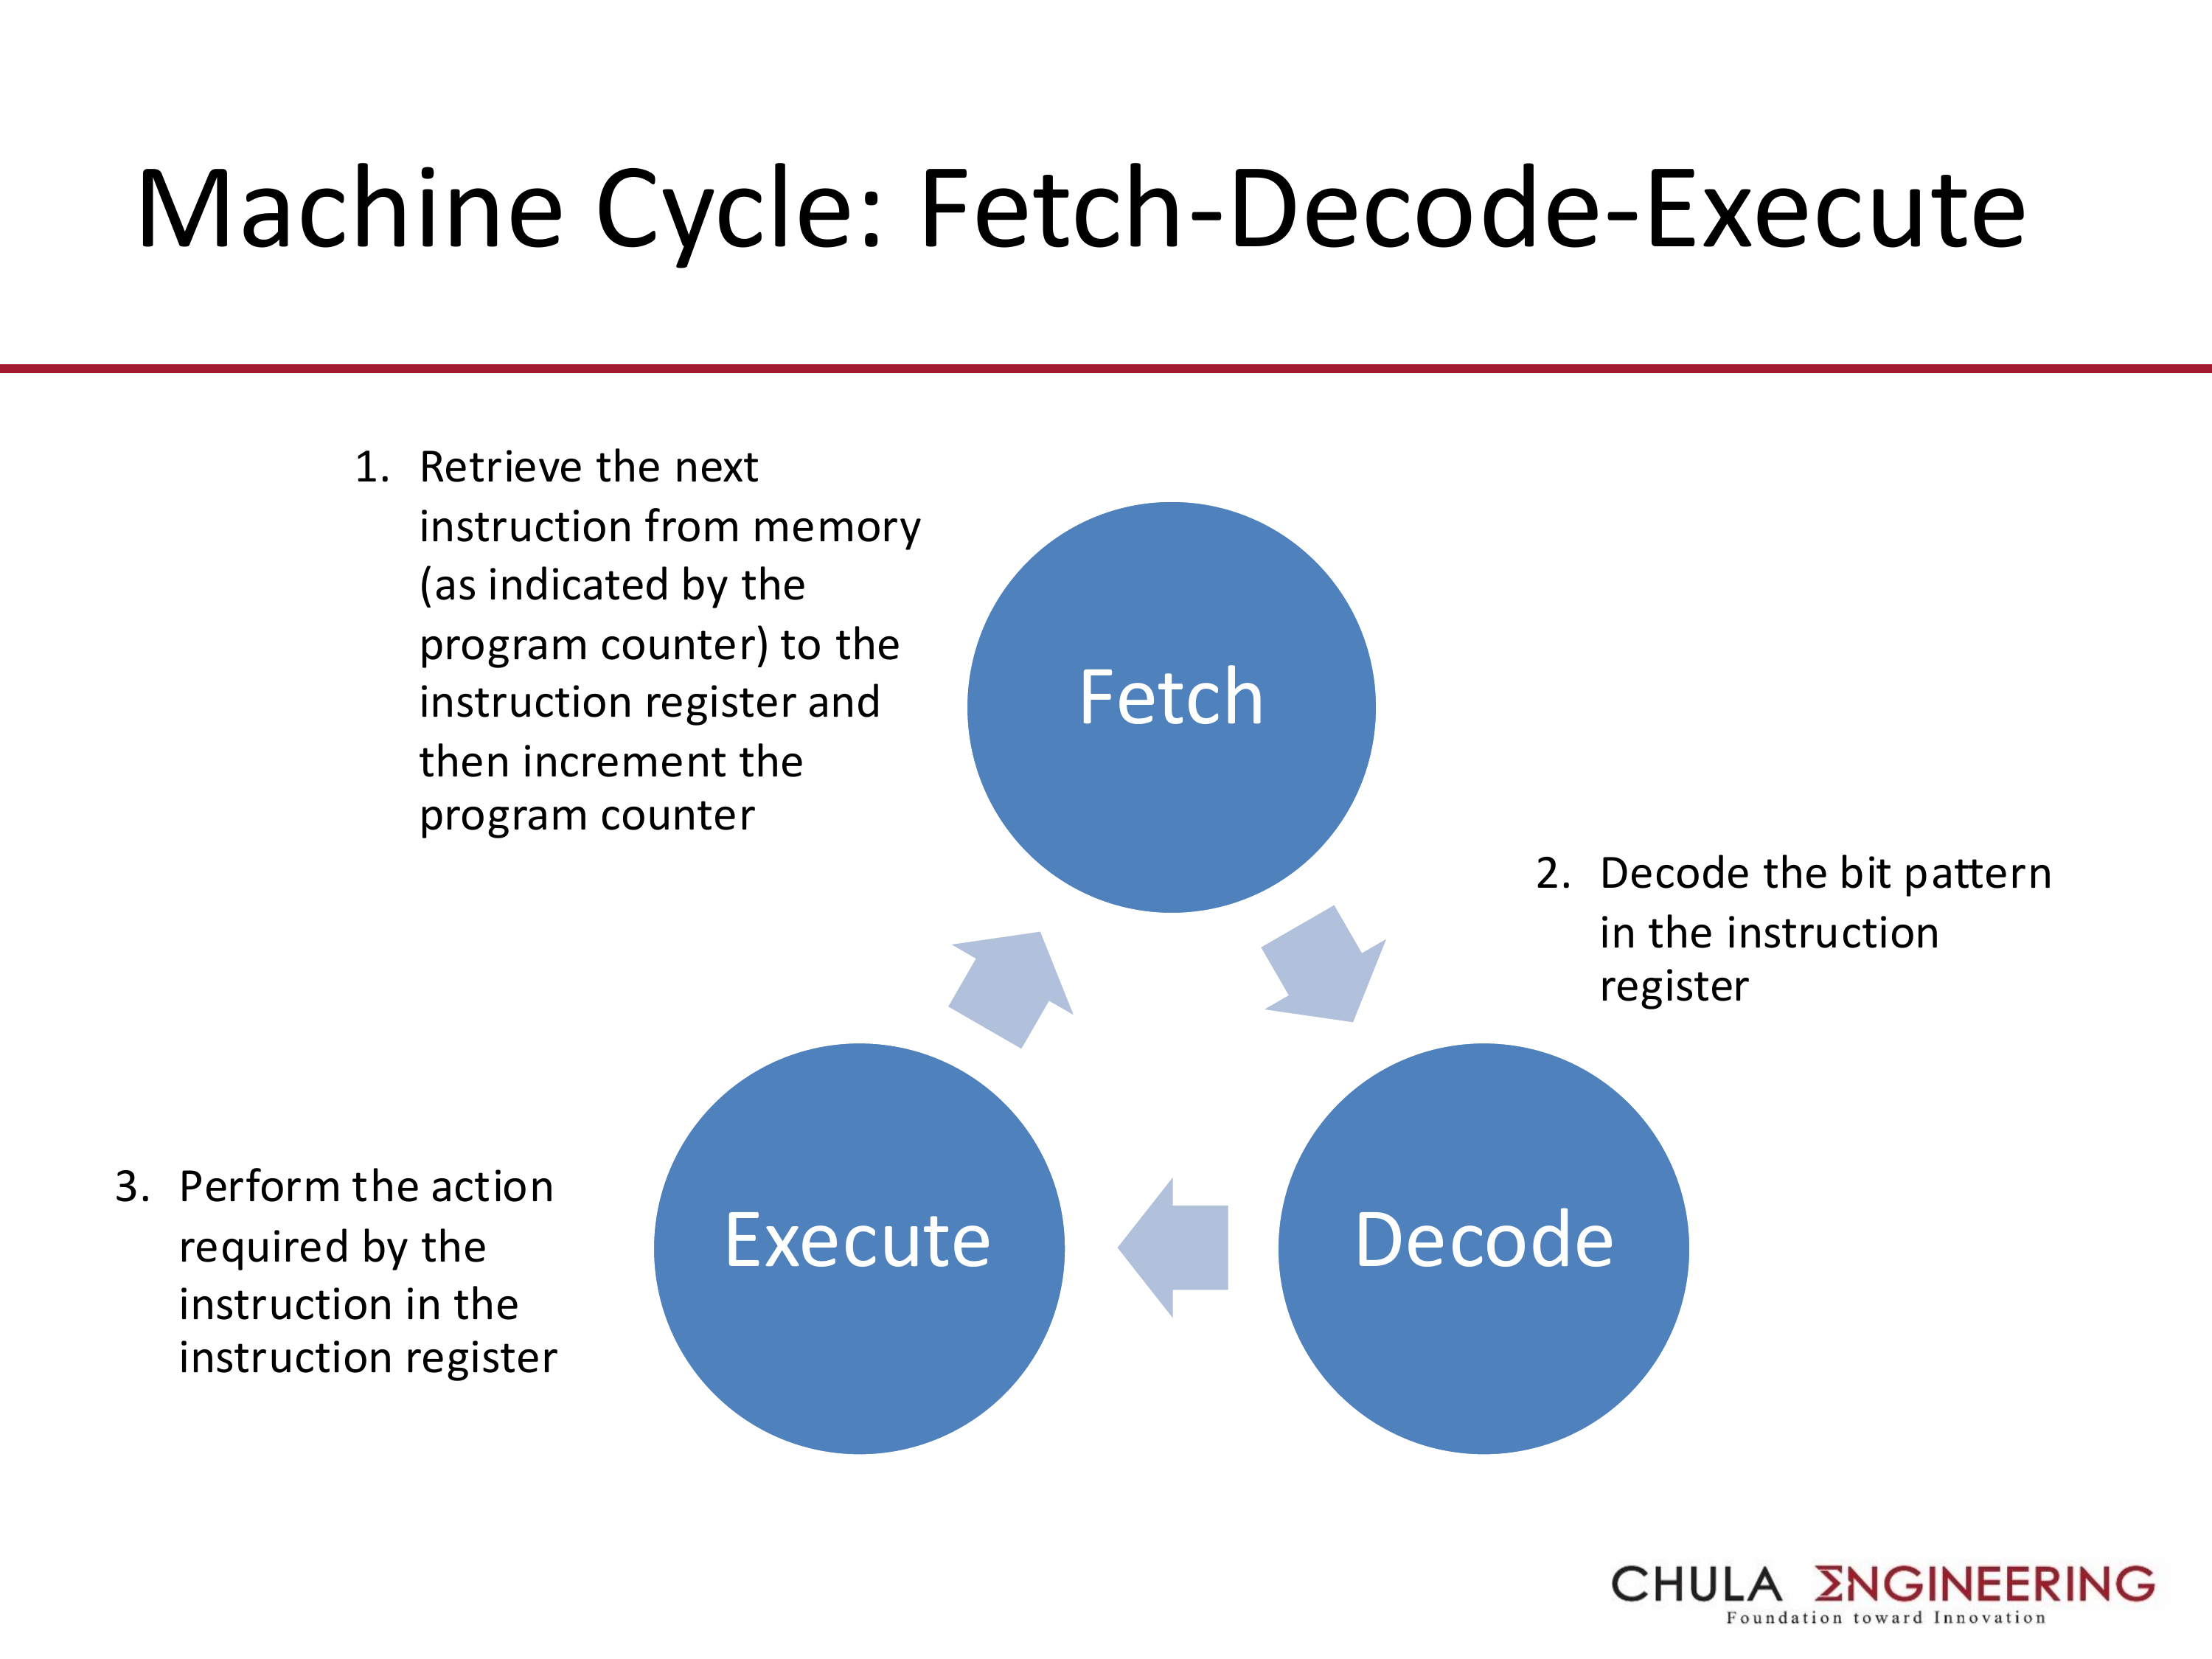 Machine Cycle: Fetch-Decode-Execute
1. Retrieve the next
instruction from memory
(as indicated by the
program counter) to the
instruction register and
then increment the
program counter
Fetch
2. Decode the bit pattern
in the instruction
register
3. Perform the action
required by the
instruction in the
instruction register
Execute
Decode
CHULA ΣNGINEERING
Foundation toward Innovation